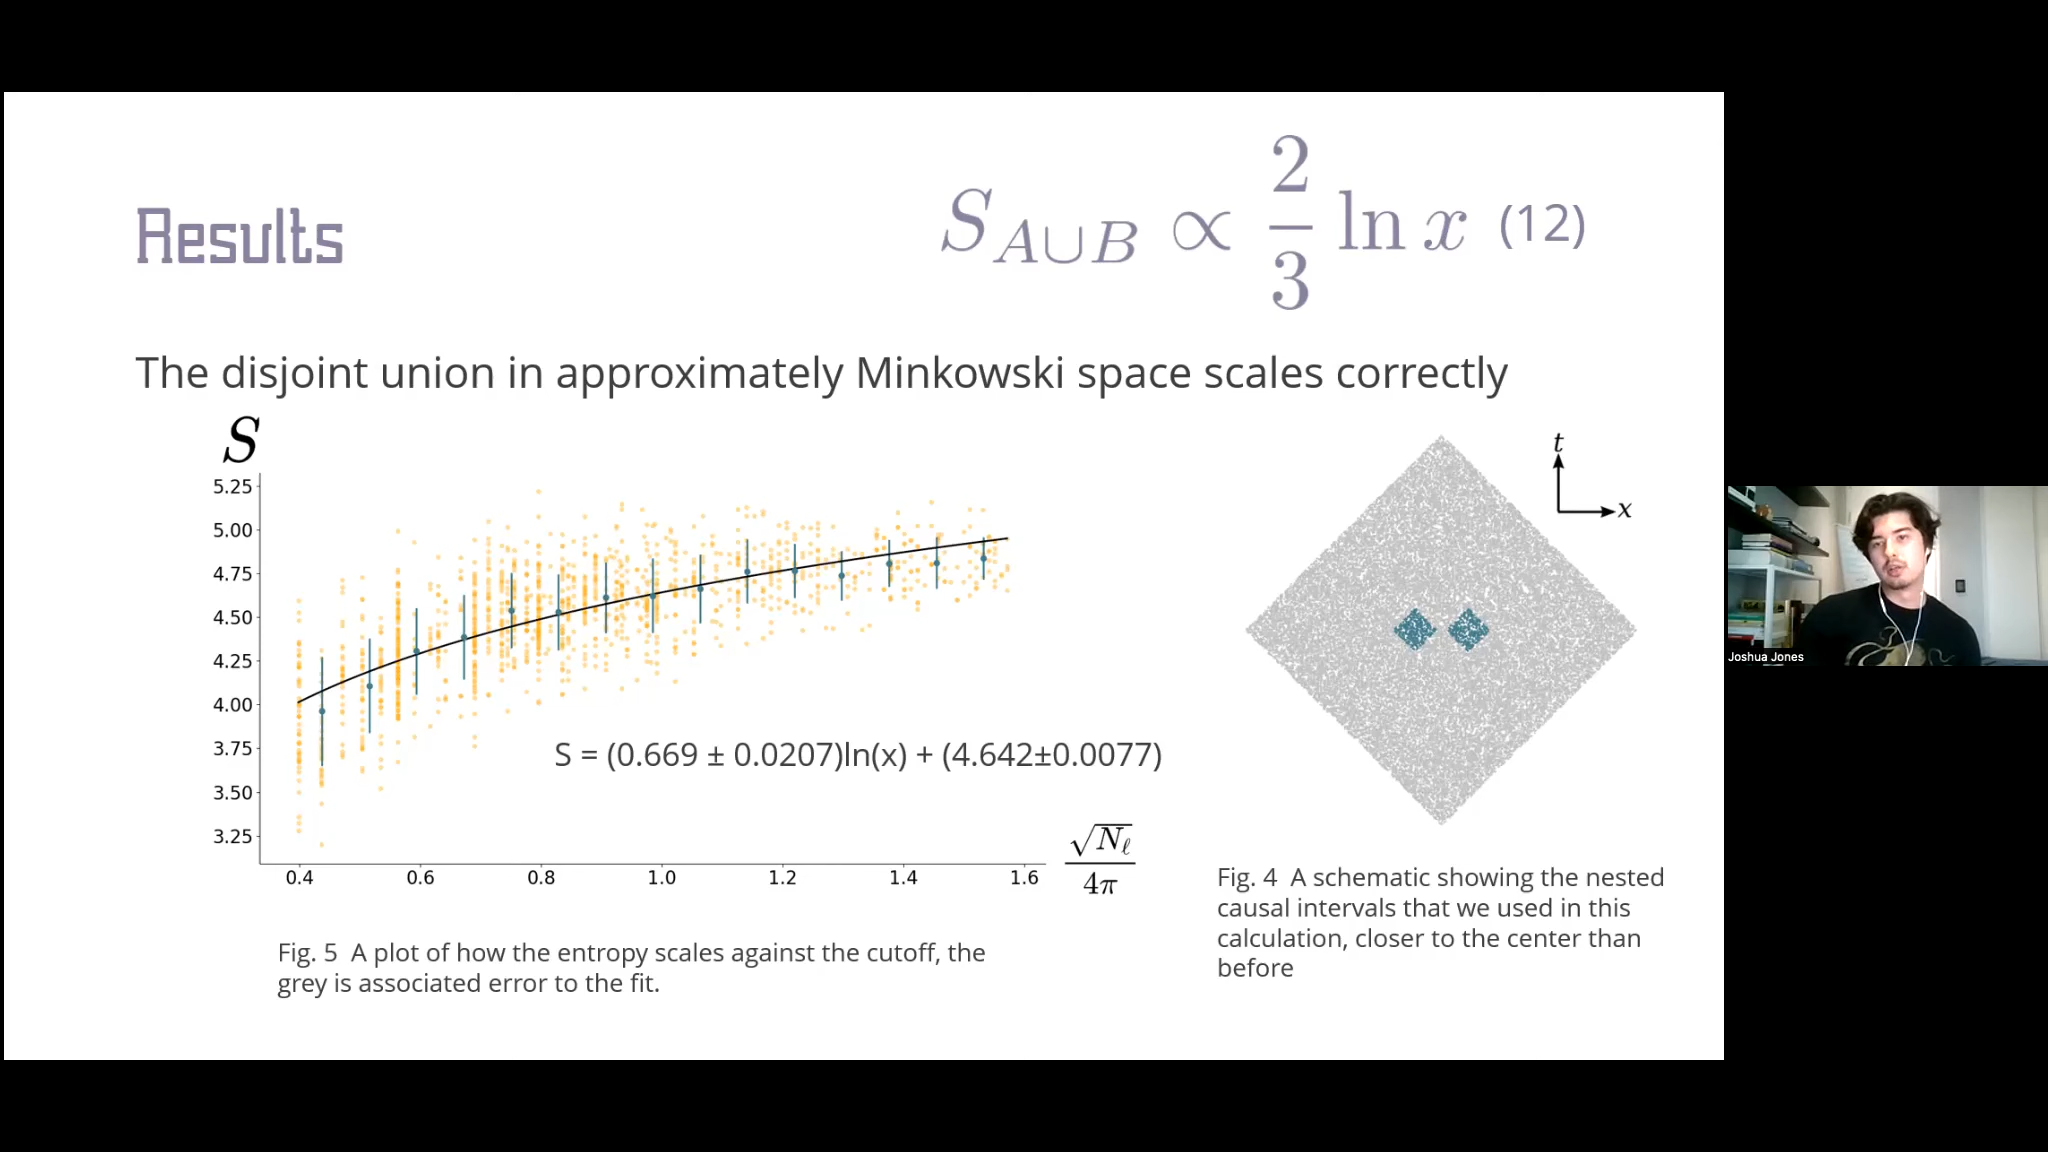 Results
S_{A∪B} ∝ 2/3 ln x (12)
The disjoint union in approximately Minkowski space scales correctly
S
5.25
5.00
4.75
4.50
4.25
4.00
3.75
3.50
3.25
S = (0.669 ± 0.0207)ln(x) + (4.642±0.0077)
0.4 0.6 0.8 1.0 1.2 1.4 1.6
√N_ℓ / 4π
Fig. 5 A plot of how the entropy scales against the cutoff, the
grey is associated error to the fit.
t
x
Fig. 4 A schematic showing the nested
causal intervals that we used in this
calculation, closer to the center than
before
Joshua Jones